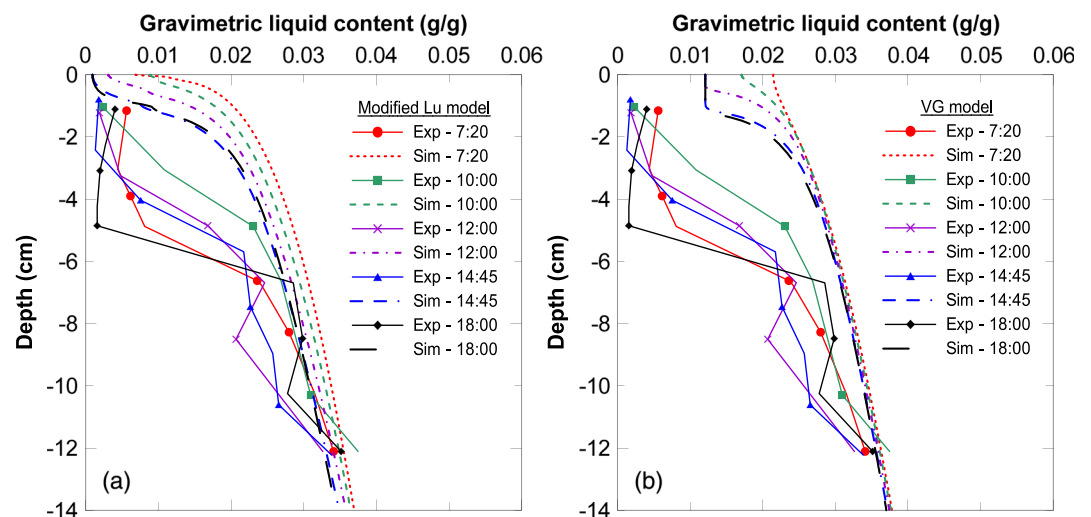 Gravimetric liquid content (g/g)
0 0.01 0.02 0.03 0.04 0.05 0.06
Depth (cm)
0
-2
-4
-6
-8
-10
-12
-14
Modified Lu model
Exp - 7:20
Sim - 7:20
Exp - 10:00
Sim - 10:00
Exp - 12:00
Sim - 12:00
Exp - 14:45
Sim - 14:45
Exp - 18:00
Sim - 18:00
(a)
Gravimetric liquid content (g/g)
0 0.01 0.02 0.03 0.04 0.05 0.06
Depth (cm)
0
-2
-4
-6
-8
-10
-12
-14
VG model
Exp - 7:20
Sim - 7:20
Exp - 10:00
Sim - 10:00
Exp - 12:00
Sim - 12:00
Exp - 14:45
Sim - 14:45
Exp - 18:00
Sim - 18:00
(b)